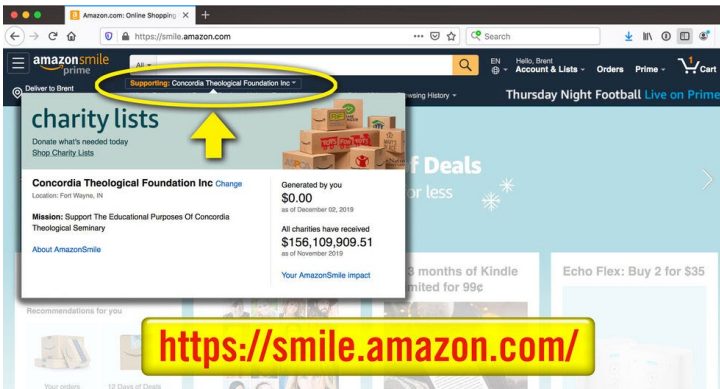 Amazon.com: Online Shopping
https://smile.amazon.com
Search
amazonsmile
prime
All
EN
Hello, Brent
Account & Lists
Orders
Prime
1
Cart
Deliver to Brent
Supporting: Concordia Theological Foundation Inc
Browsing History
Thursday Night Football Live on Prime
charity lists
Donate what's needed today
Shop Charity Lists
ASPCA
of Deals
for less
Concordia Theological Foundation Inc Change
Location: Fort Wayne, IN
Mission: Support The Educational Purposes Of Concordia
Theological Seminary
About AmazonSmile
Generated by you
$0.00
as of December 02, 2019
All charities have received
$156,109,909.51
as of November 2019
Your AmazonSmile impact
3 months of Kindle
Unlimited for 99¢
Echo Flex: Buy 2 for $35
Recommendations for you
https://smile.amazon.com/
Your orders
12 Days of Deals